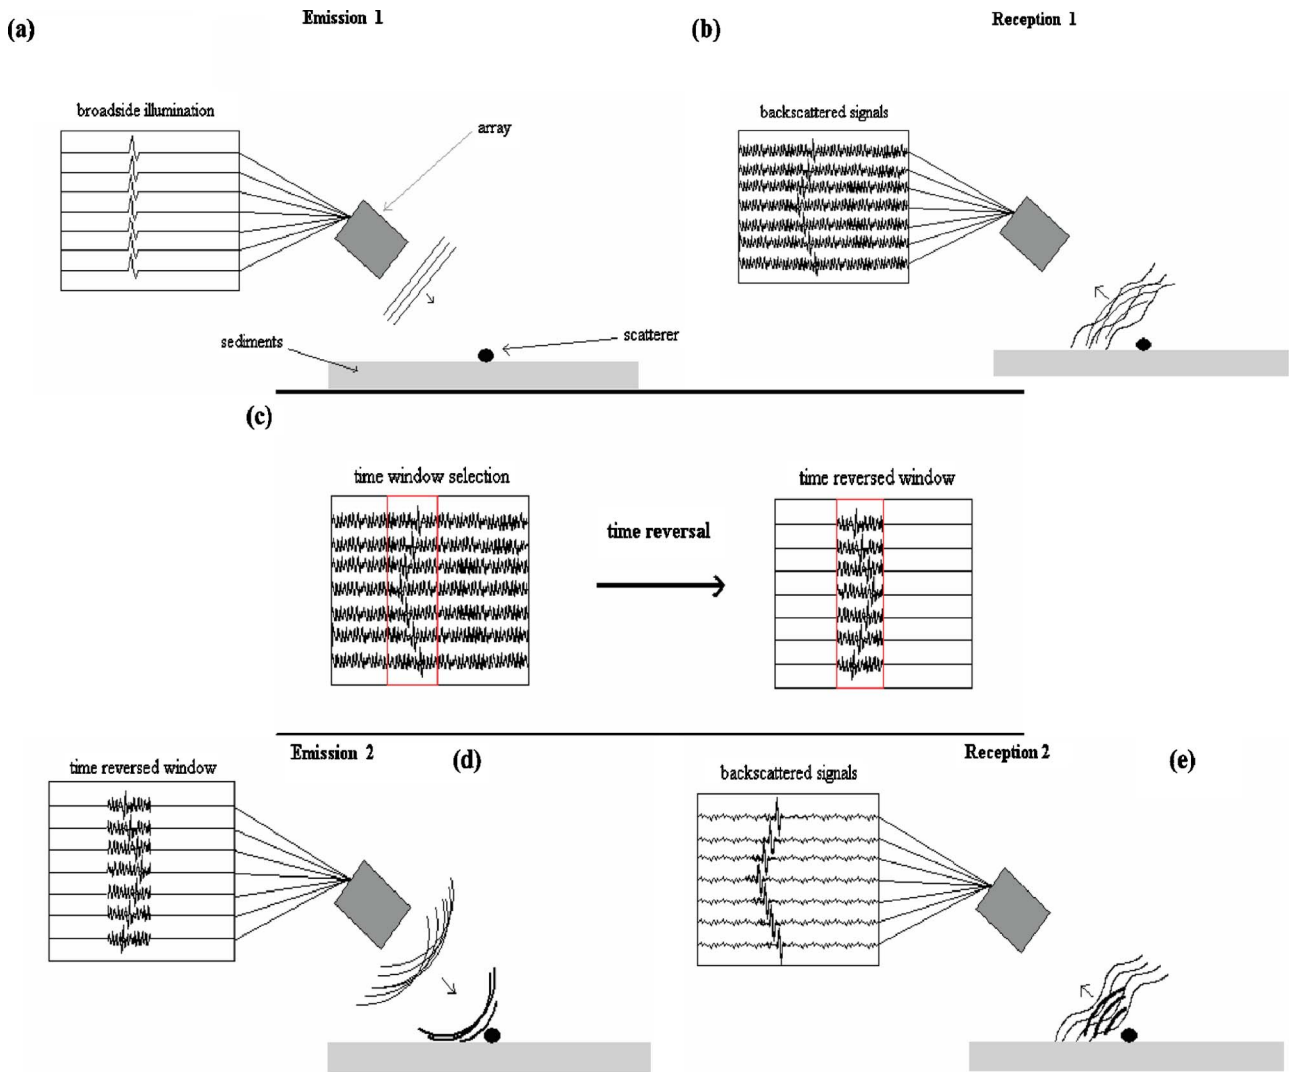 (a)
Emission 1
broadside illumination
array
sediments
scatterer
(b)
Reception 1
backscattered signals
(c)
time window selection
time reversal
time reversed window
Emission 2
(d)
time reversed window
Reception 2
(e)
backscattered signals